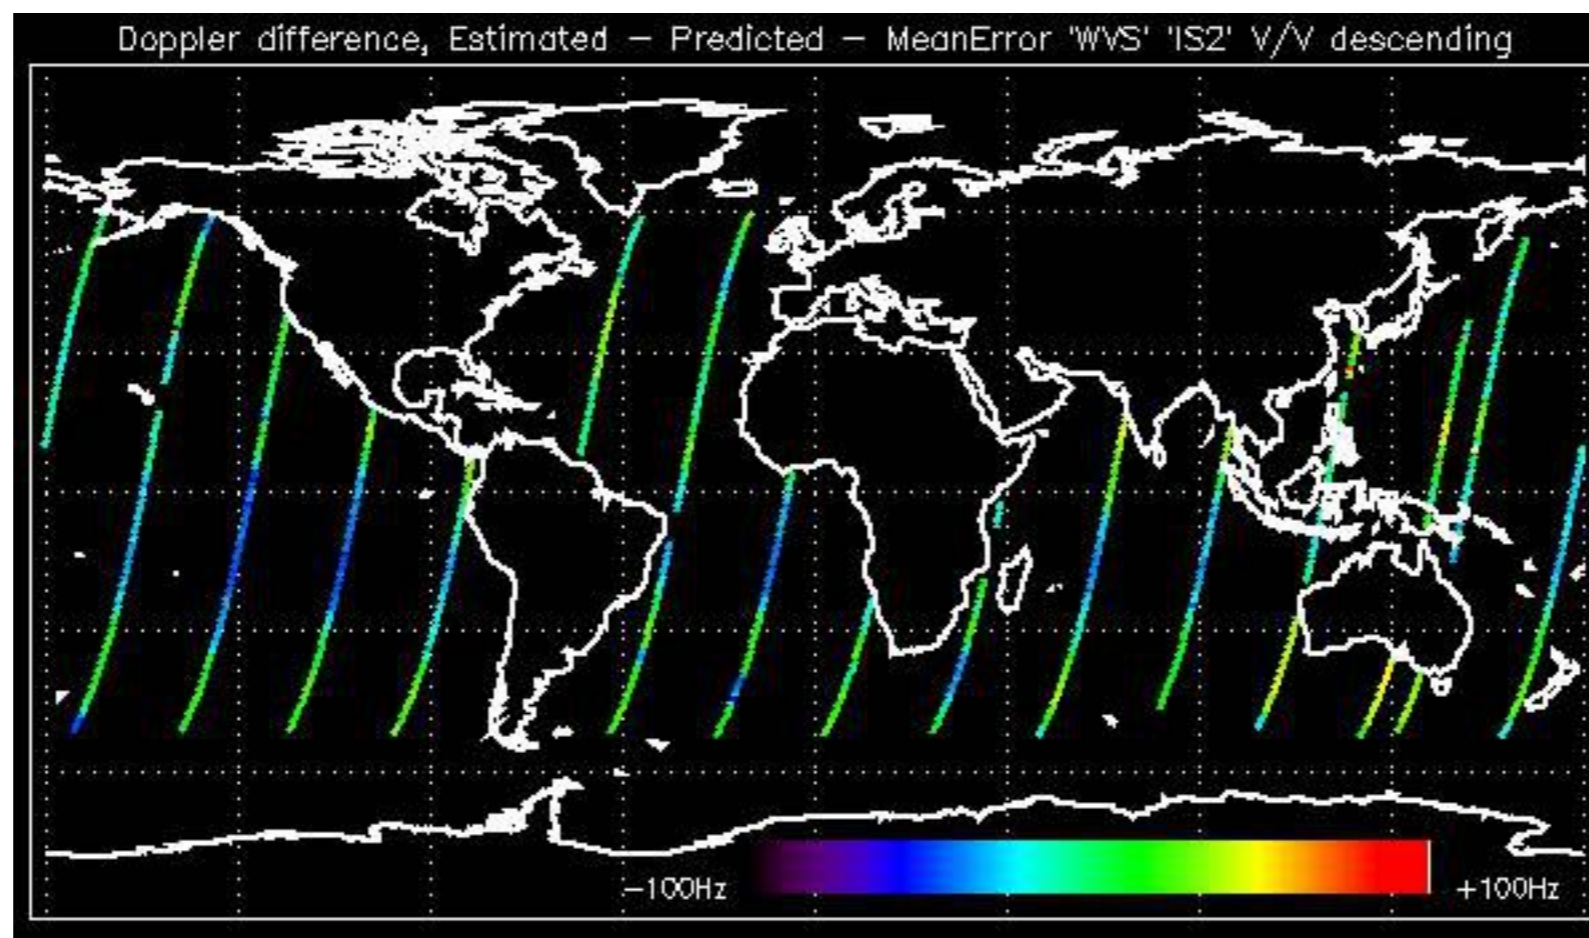 Doppler difference, Estimated – Predicted – MeanError 'WVS' 'IS2' V/V descending
–100Hz
+100Hz